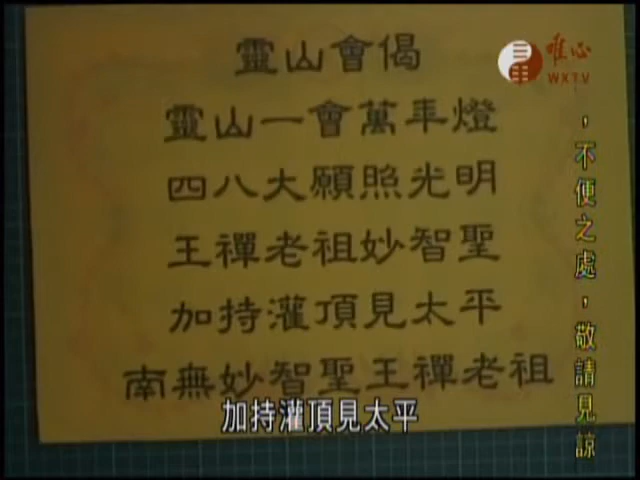 靈山會偈
靈山一會萬年燈
四八大願照光明
王禪老祖妙智聖
加持灌頂見太平
南無妙智聖王禪老祖
加持灌頂見太平
唯心
WXTV
，不便之處，敬請見諒